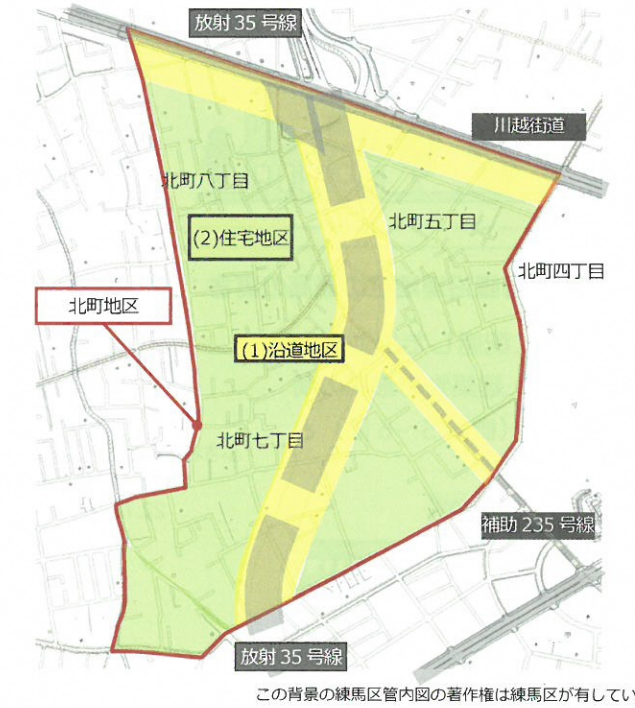 放射35号線
川越街道
北町八丁目
北町五丁目
(2)住宅地区
北町四丁目
北町地区
(1)沿道地区
北町七丁目
補助235号線
放射35号線
この背景の練馬区管内図の著作権は練馬区が有してい